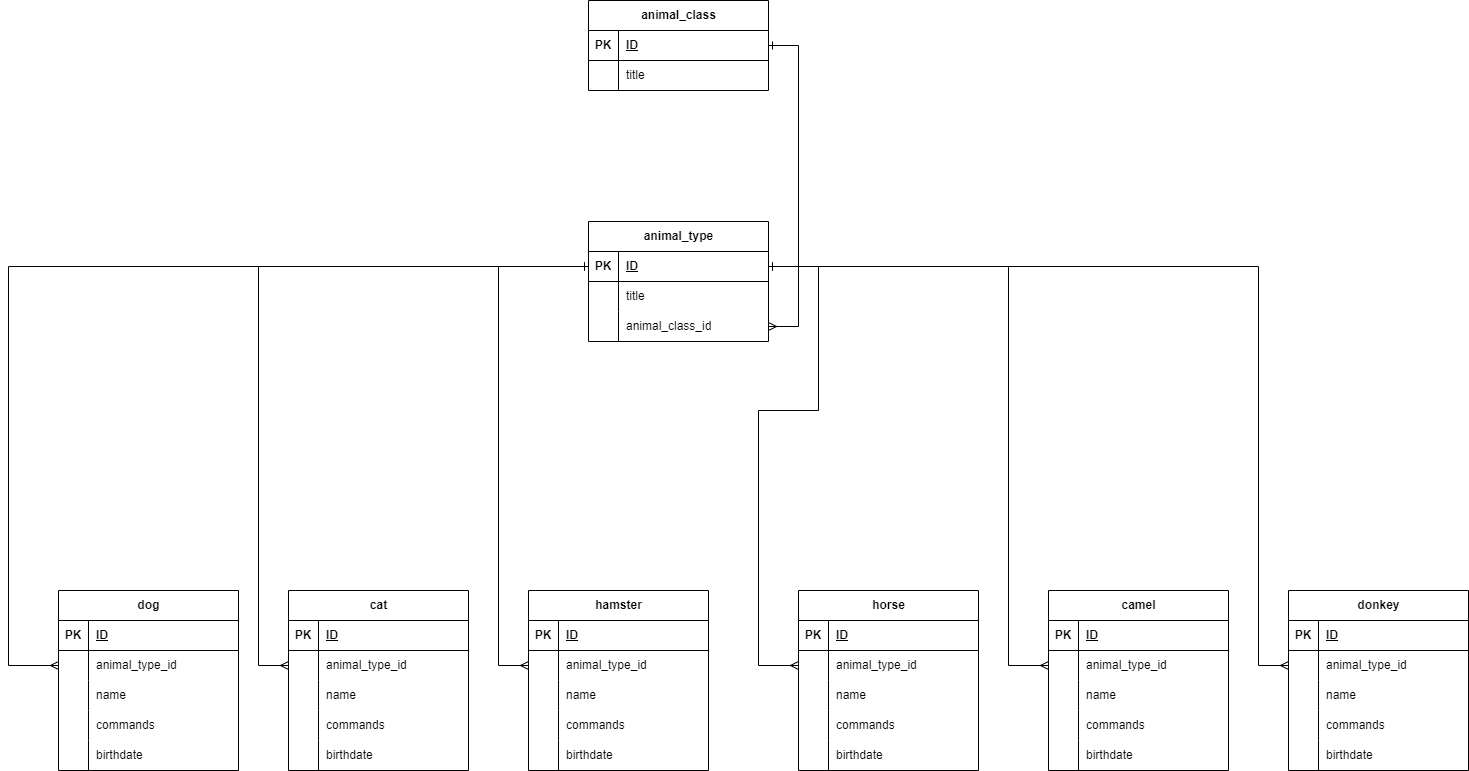 animal_class
PK ID
title
animal_type
PK ID
title
animal_class_id
dog
PK ID
animal_type_id
name
commands
birthdate
cat
PK ID
animal_type_id
name
commands
birthdate
hamster
PK ID
animal_type_id
name
commands
birthdate
horse
PK ID
animal_type_id
name
commands
birthdate
camel
PK ID
animal_type_id
name
commands
birthdate
donkey
PK ID
animal_type_id
name
commands
birthdate